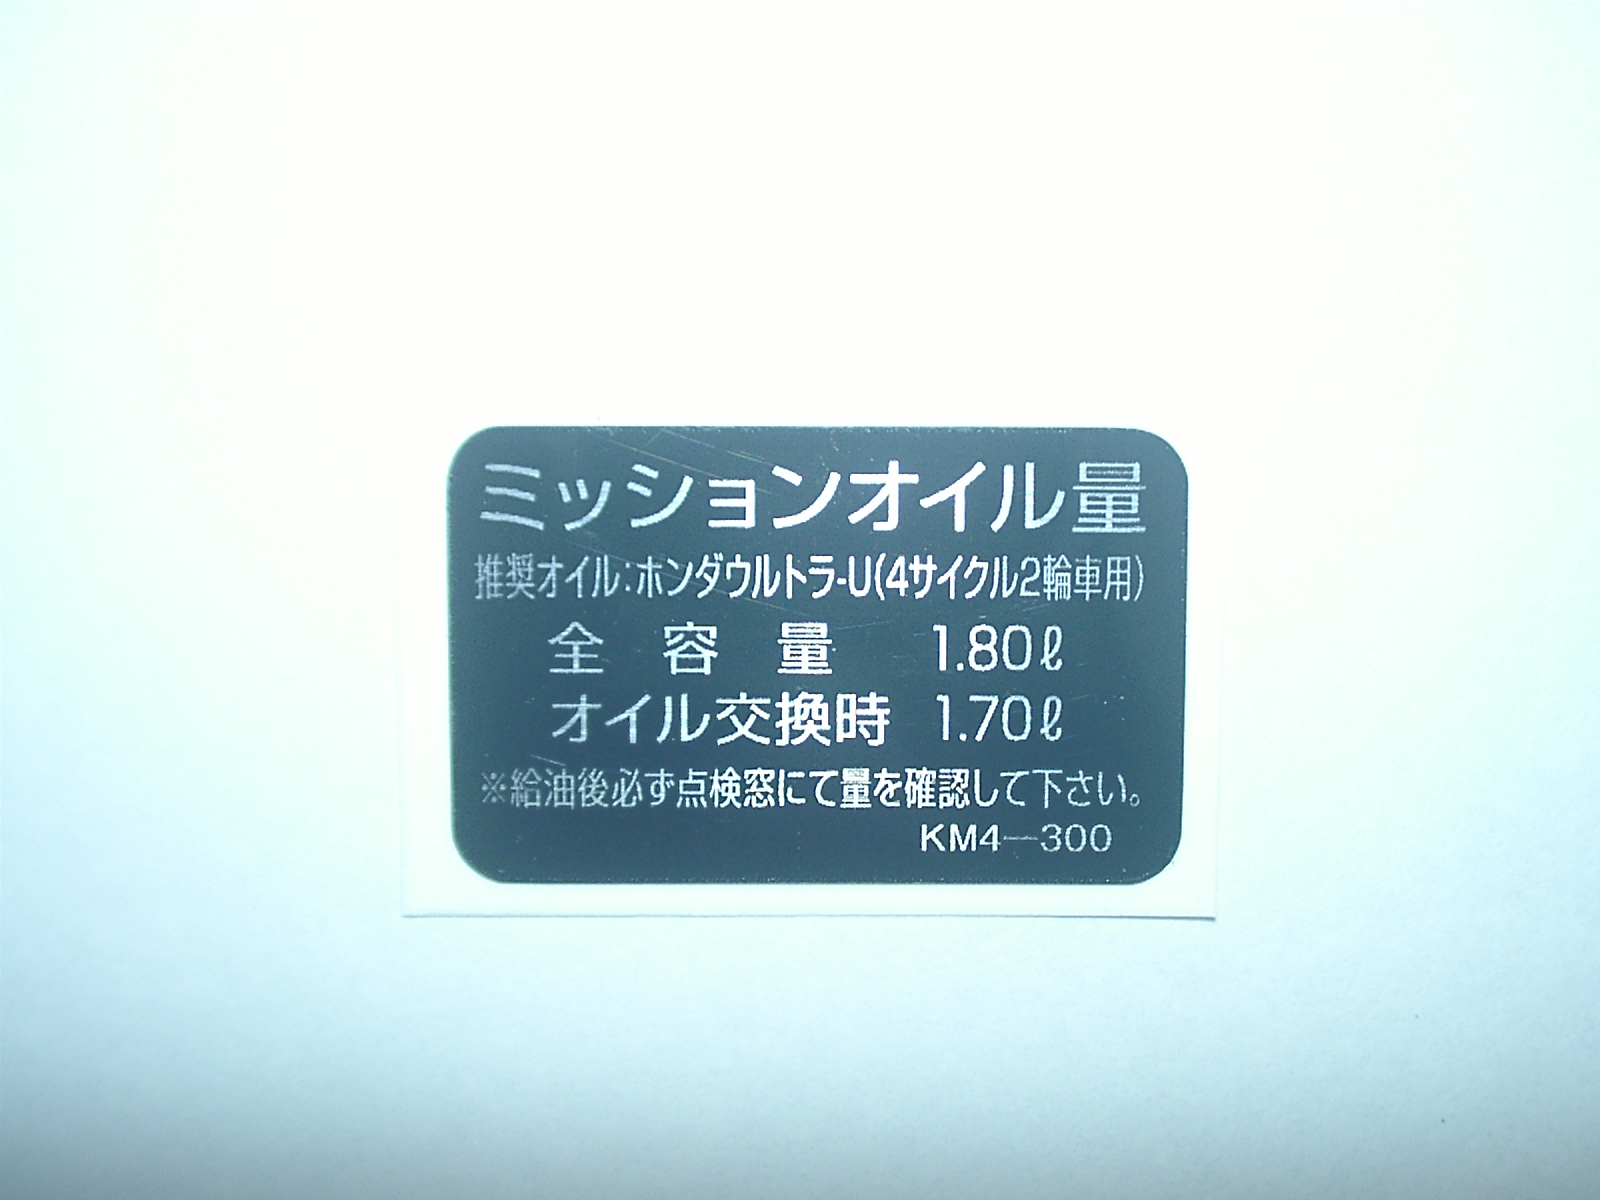 ミッションオイル量
推奨オイル:ホンダウルトラ-U(4サイクル2輪車用)
全 容 量 1.80ℓ
オイル交換時 1.70ℓ
※給油後必ず点検窓にて量を確認して下さい。
KM4-300